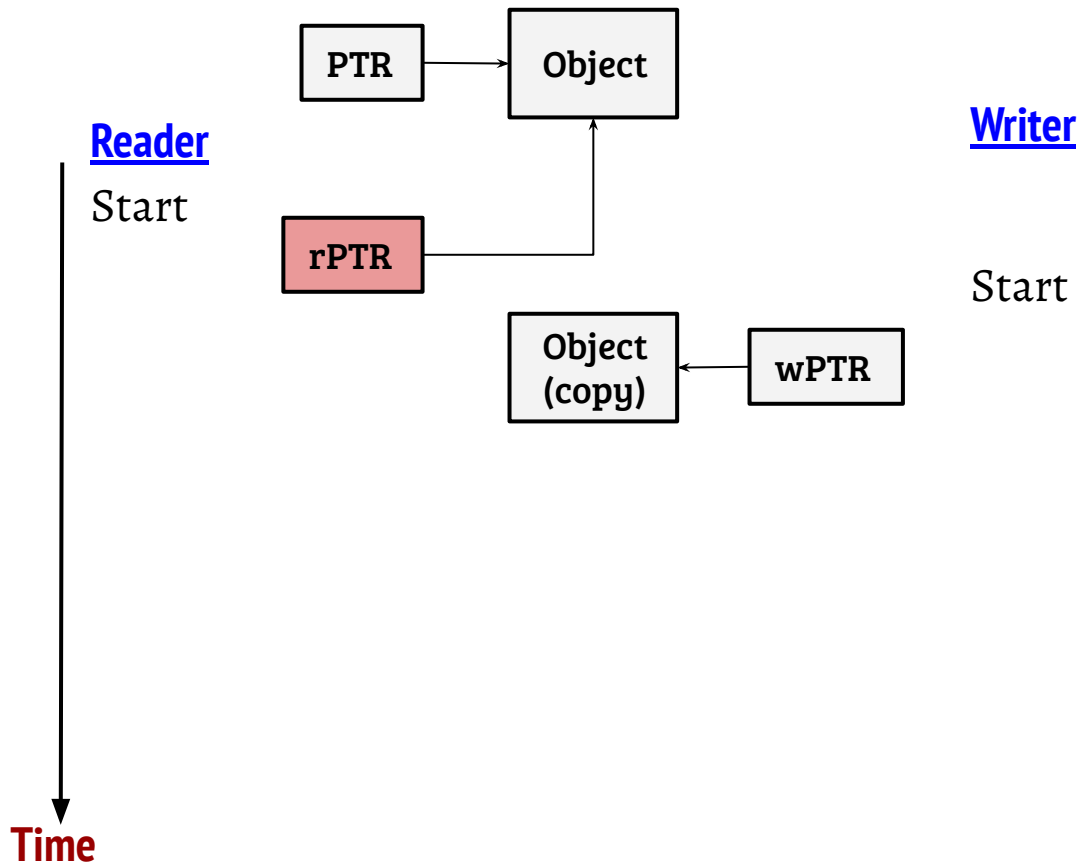 PTR
Object
Reader
Writer
Start
rPTR
Start
Object
(copy)
wPTR
Time